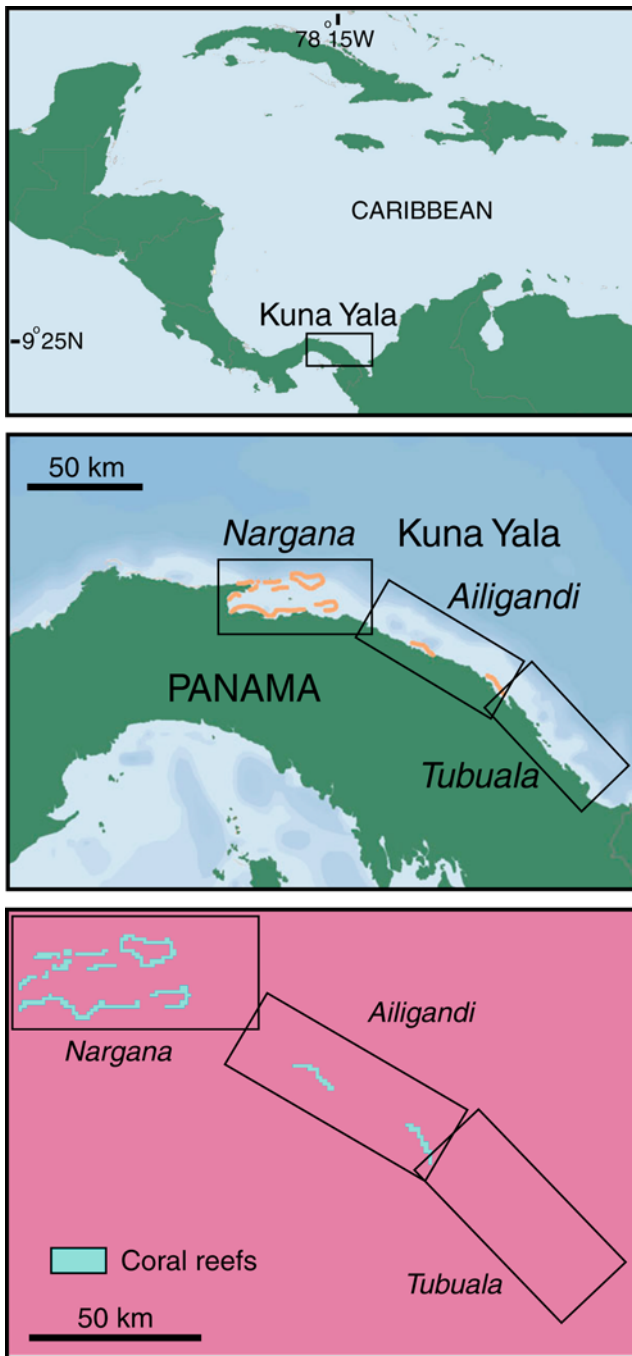 78°15W
CARIBBEAN
Kuna Yala
9°25N
50 km
Nargana
Kuna Yala
Ailigandi
PANAMA
Tubuala
Ailigandi
Nargana
Coral reefs
Tubuala
50 km